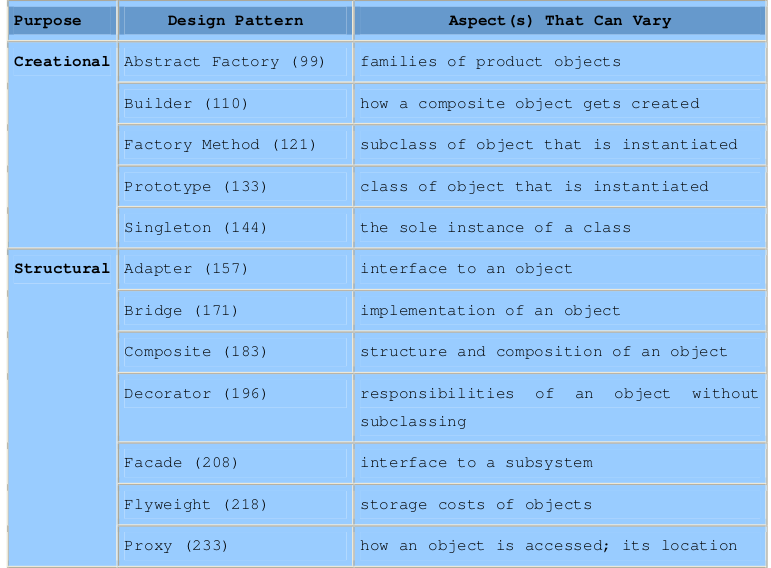 Purpose Design Pattern Aspect(s) That Can Vary
Creational Abstract Factory (99) families of product objects
Builder (110) how a composite object gets created
Factory Method (121) subclass of object that is instantiated
Prototype (133) class of object that is instantiated
Singleton (144) the sole instance of a class
Structural Adapter (157) interface to an object
Bridge (171) implementation of an object
Composite (183) structure and composition of an object
Decorator (196) responsibilities of an object without
subclassing
Facade (208) interface to a subsystem
Flyweight (218) storage costs of objects
Proxy (233) how an object is accessed; its location